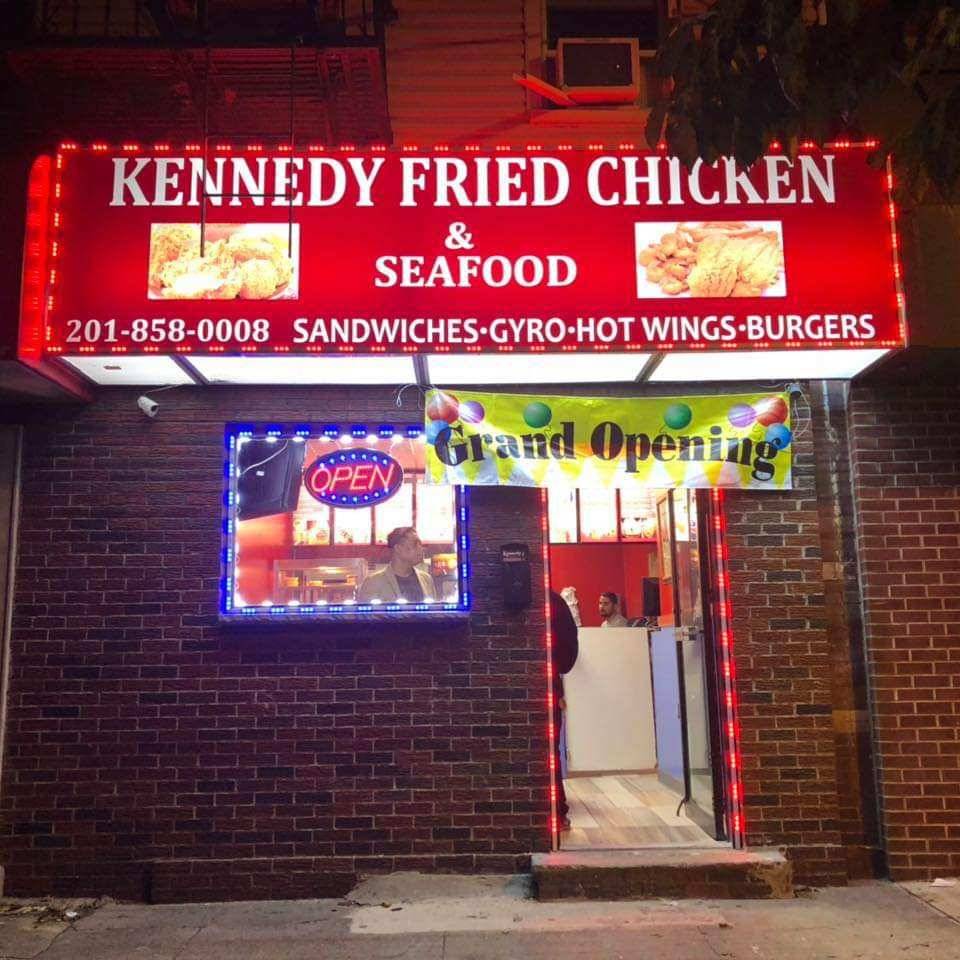 KENNEDY FRIED CHICKEN
&
SEAFOOD
201-858-0008 SANDWICHES•GYRO•HOT WINGS•BURGERS
Grand Opening
OPEN